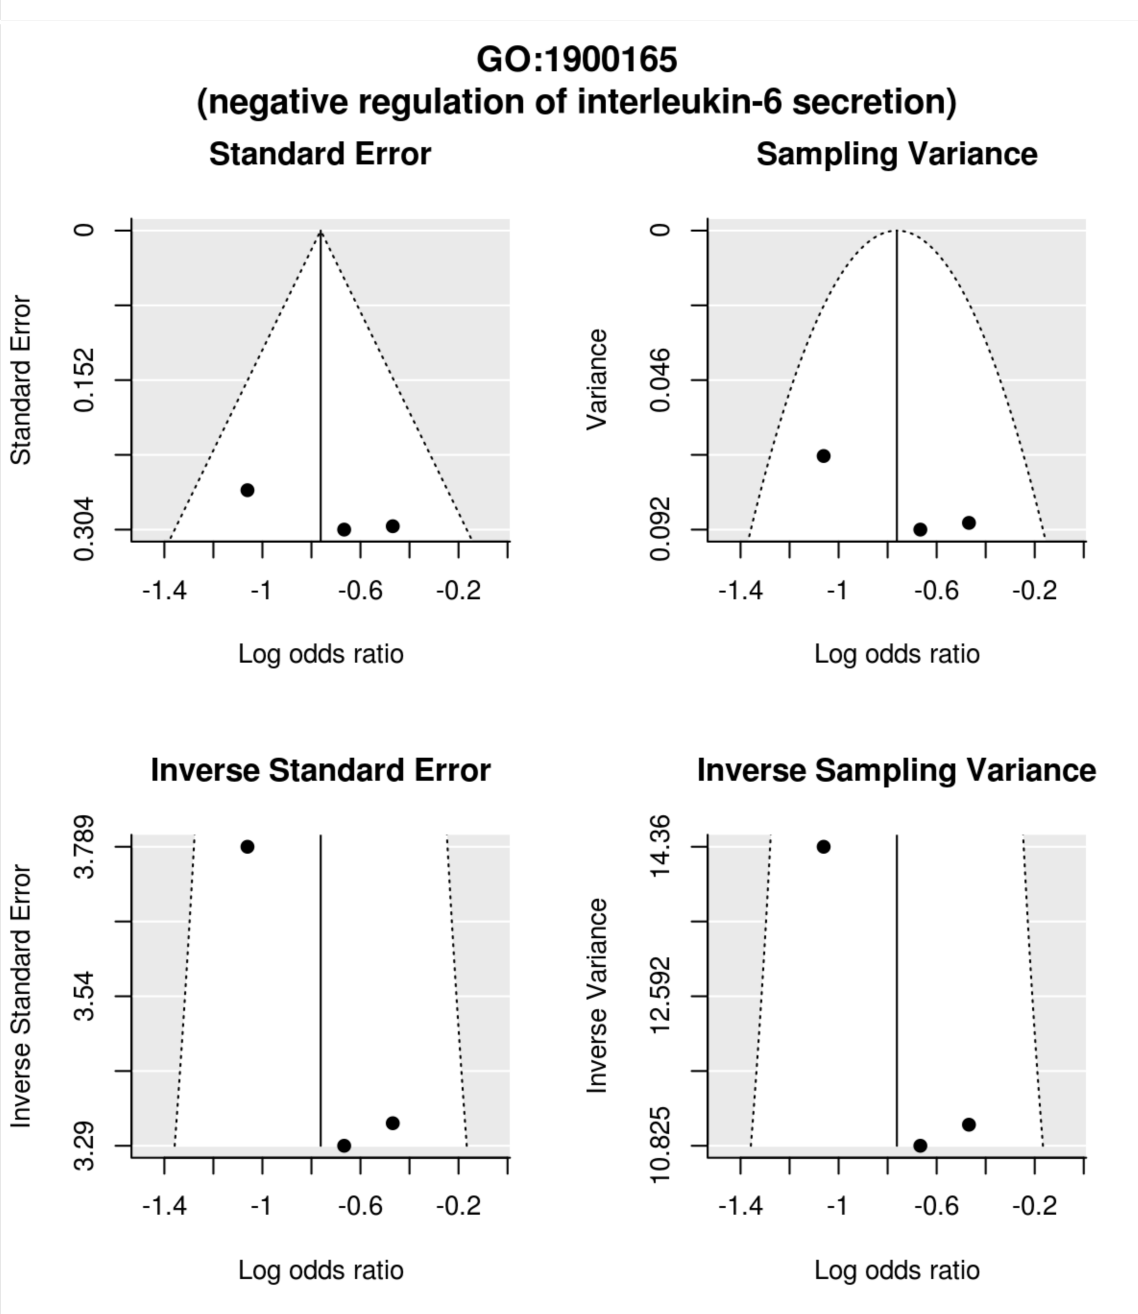 GO:1900165
(negative regulation of interleukin-6 secretion)
Standard Error
Standard Error
0
0.152
0.304
-1.4 -1 -0.6 -0.2
Log odds ratio
Sampling Variance
Variance
0
0.046
0.092
-1.4 -1 -0.6 -0.2
Log odds ratio
Inverse Standard Error
Inverse Standard Error
3.789
3.54
3.29
-1.4 -1 -0.6 -0.2
Log odds ratio
Inverse Sampling Variance
Inverse Variance
14.36
12.592
10.825
-1.4 -1 -0.6 -0.2
Log odds ratio